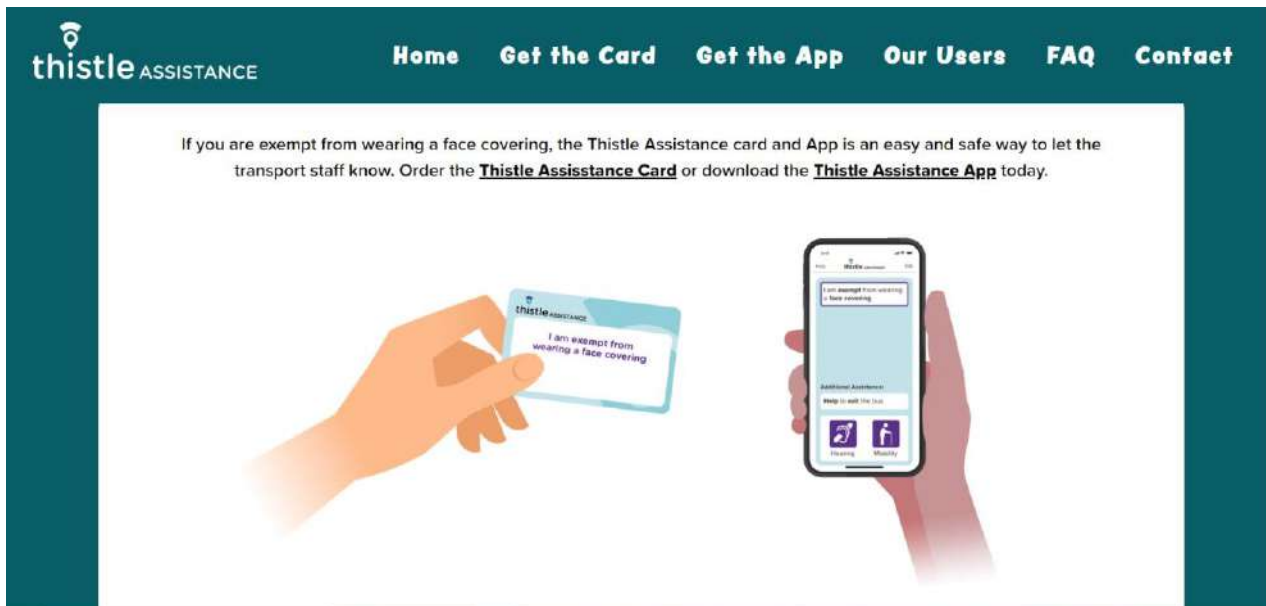 thistle ASSISTANCE
Home Get the Card Get the App Our Users FAQ Contact
If you are exempt from wearing a face covering, the Thistle Assistance card and App is an easy and safe way to let the
transport staff know. Order the Thistle Assisstance Card or download the Thistle Assistance App today.
thistle ASSISTANCE
I am exempt from
wearing a face covering
thistle
I am exempt from wearing
a face covering
Additional Assistance:
Help to exit the bus
Hearing Mobility